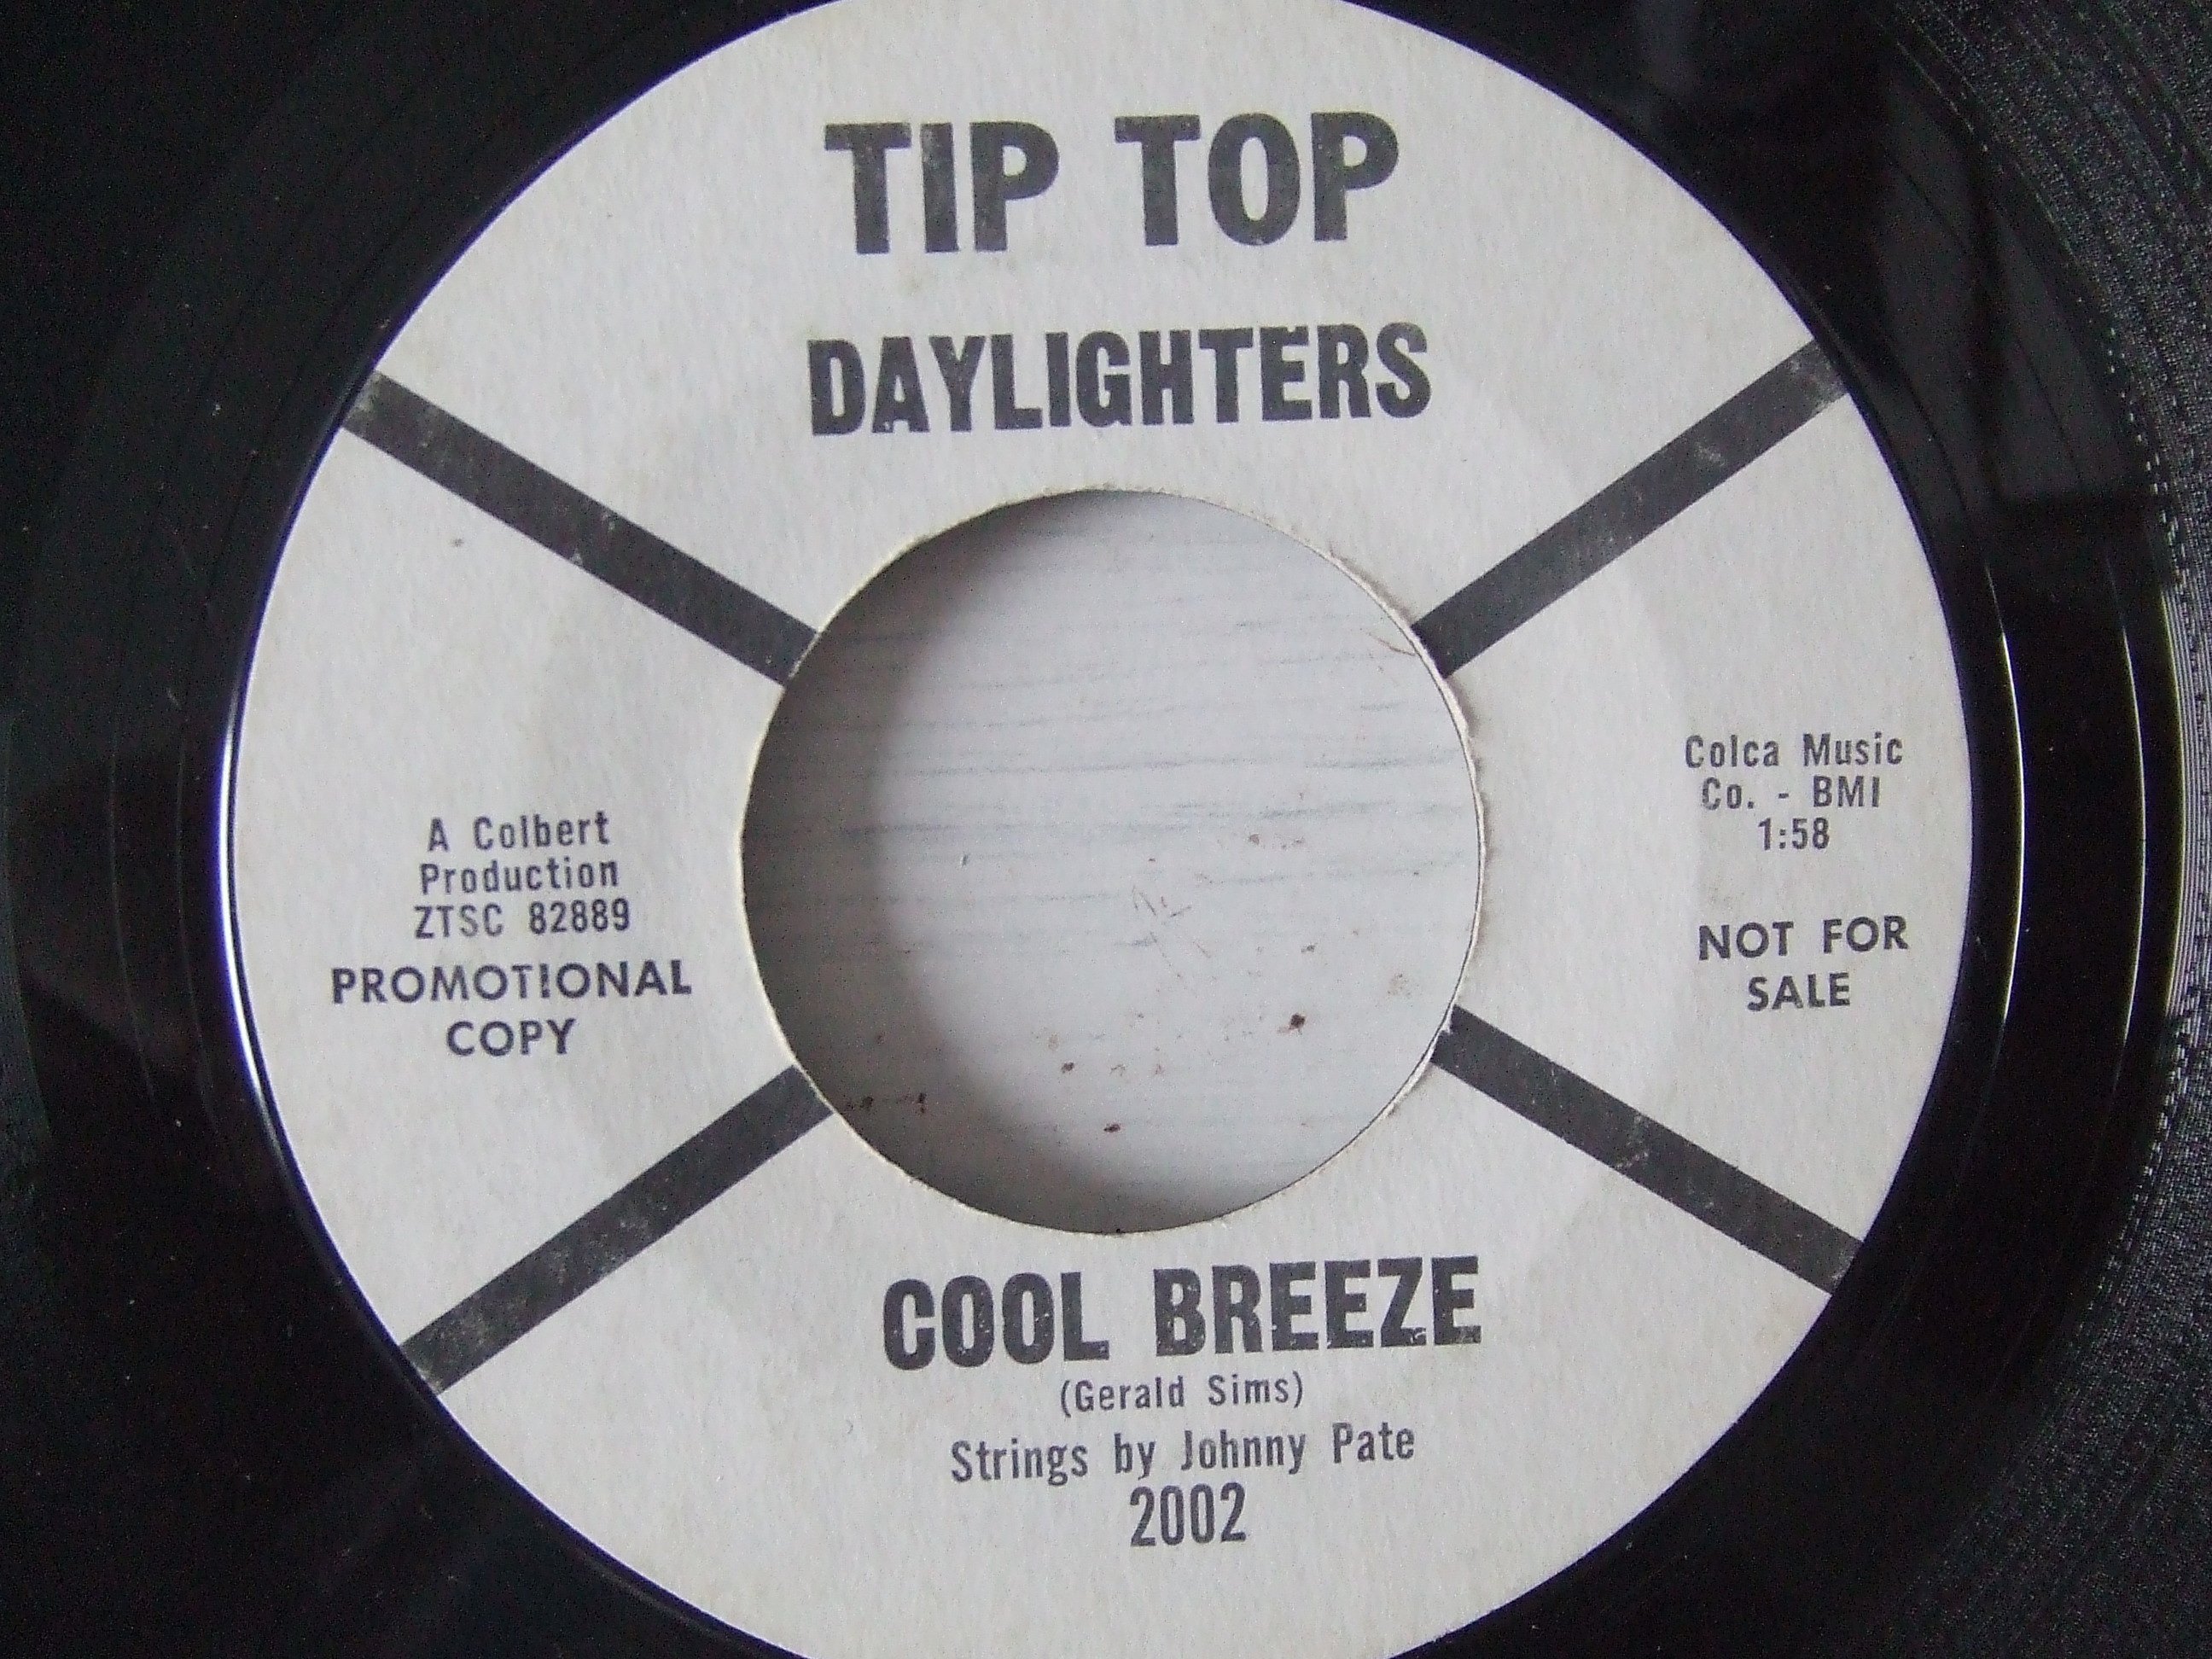 TIP TOP
DAYLIGHTERS
A Colbert
Production
ZTSC 82889
PROMOTIONAL
COPY
Colca Music
Co. - BMI
1:58
NOT FOR
SALE
COOL BREEZE
(Gerald Sims)
Strings by Johnny Pate
2002